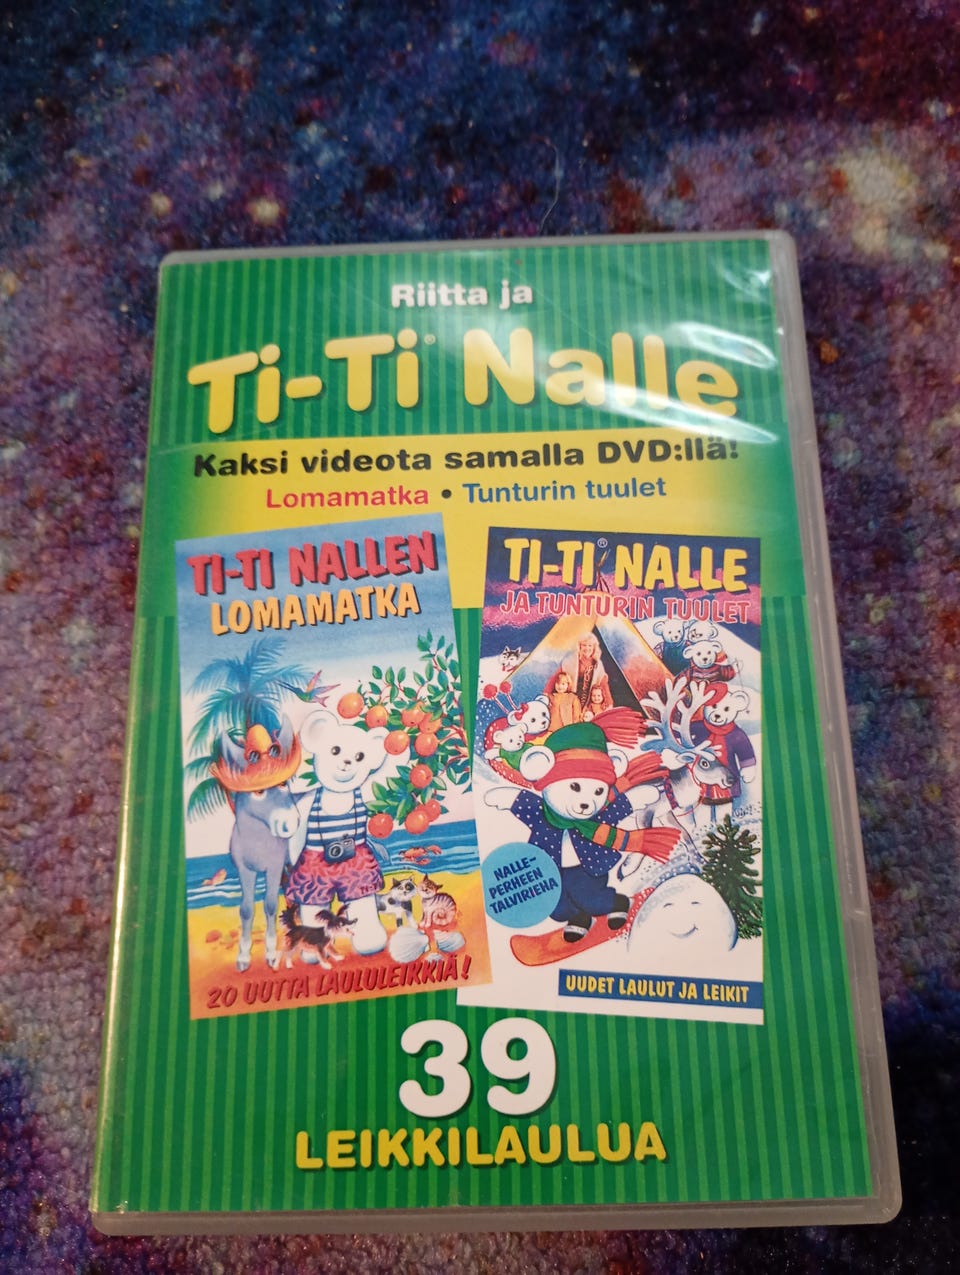 Riitta ja
Ti-Ti® Nalle
Kaksi videota samalla DVD:llä!
Lomamatka • Tunturin tuulet
TI-TI NALLEN
LOMAMATKA
20 UUTTA LAULULEIKKIÄ!
TI-TI® NALLE
JA TUNTURIN TUULET
NALLE-
PERHEEN
TALVIRIEHA
UUDET LAULUT JA LEIKIT
39
LEIKKILAULUA